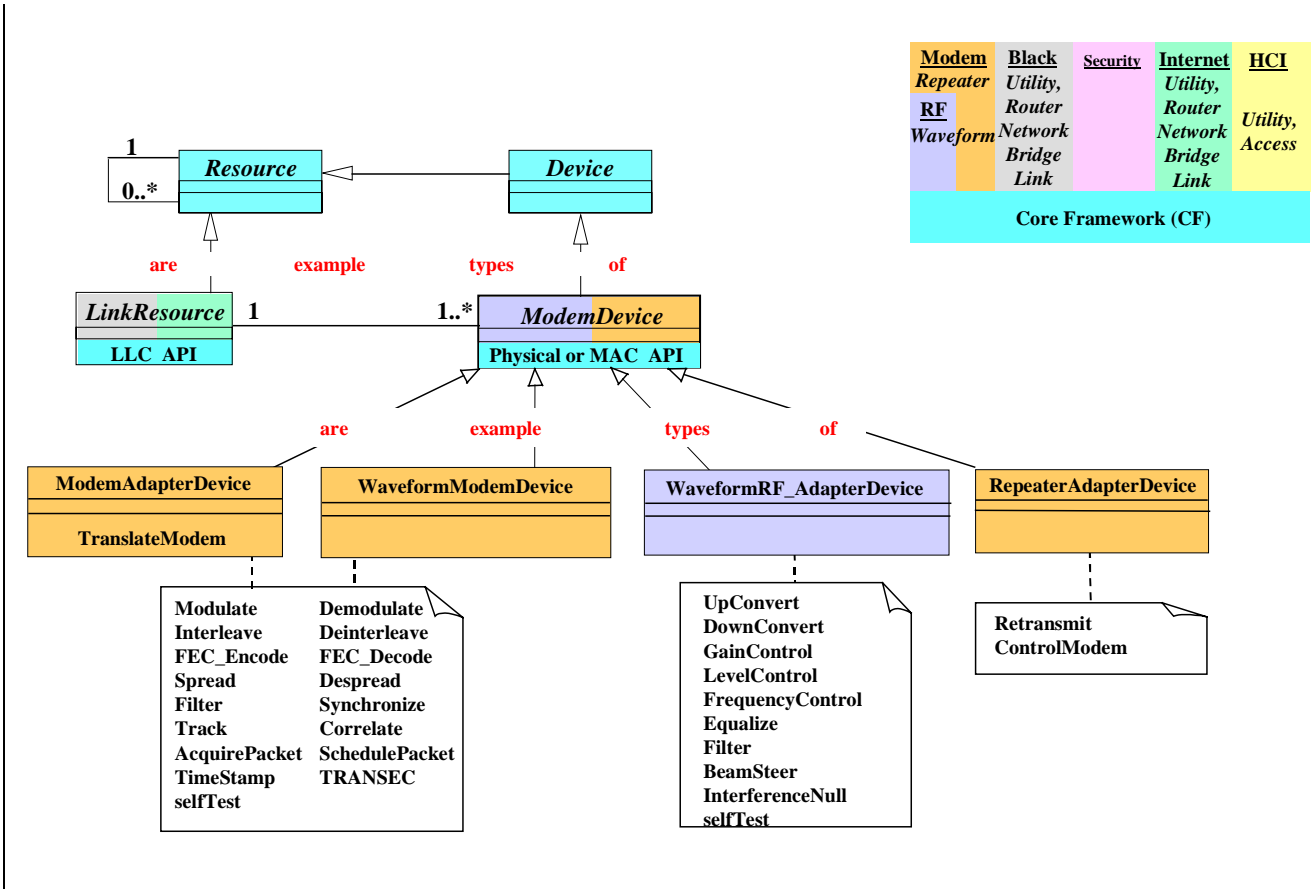 Modem
Repeater
RF
Waveform
Black
Utility,
Router
Network
Bridge
Link
Security
Internet
Utility,
Router
Network
Bridge
Link
HCI
Utility,
Access
Core Framework (CF)
1
0..*
Resource
Device
are example types of
LinkResource
LLC API
1
1..*
ModemDevice
Physical or MAC API
are example types of
ModemAdapterDevice
TranslateModem
WaveformModemDevice
WaveformRF_AdapterDevice
RepeaterAdapterDevice
Modulate Demodulate
Interleave Deinterleave
FEC_Encode FEC_Decode
Spread Despread
Filter Synchronize
Track Correlate
AcquirePacket SchedulePacket
TimeStamp TRANSEC
selfTest
UpConvert
DownConvert
GainControl
LevelControl
FrequencyControl
Equalize
Filter
BeamSteer
InterferenceNull
selfTest
Retransmit
ControlModem